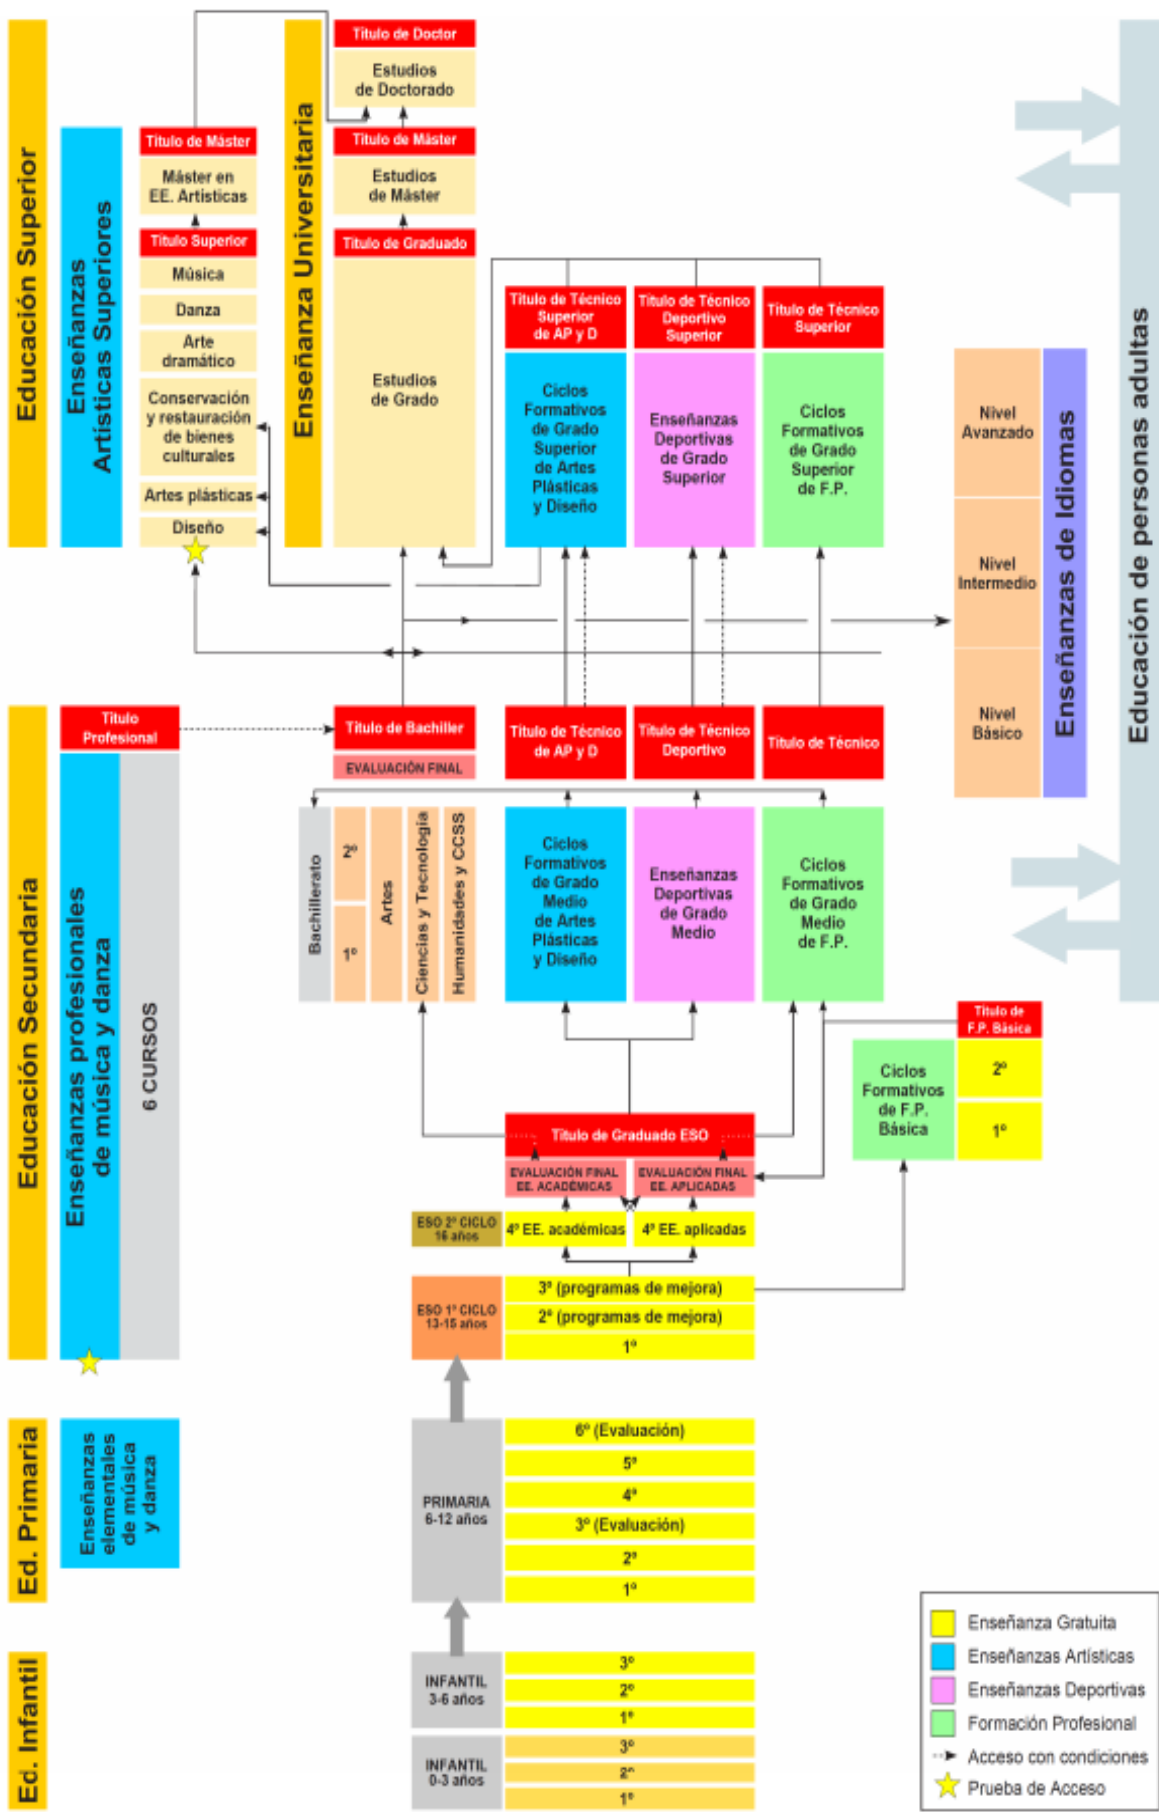 Educación Superior
Enseñanzas
Artísticas Superiores
Título de Máster
Máster en
EE. Artísticas
Título Superior
Música
Danza
Arte
dramático
Conservación
y restauración
de bienes
culturales
Artes plásticas
Diseño
Enseñanza Universitaria
Título de Doctor
Estudios
de Doctorado
Título de Máster
Estudios
de Máster
Título de Graduado
Estudios
de Grado
Título de Técnico
Superior
de AP y D
Ciclos
Formativos
de Grado
Superior
de Artes
Plásticas
y Diseño
Título de Técnico
Deportivo
Superior
Enseñanzas
Deportivas
de Grado
Superior
Título de Técnico
Superior
Ciclos
Formativos
de Grado
Superior
de F.P.
Nivel
Avanzado
Nivel
Intermedio
Nivel
Básico
Enseñanzas de Idiomas
Educación de personas adultas
Educación Secundaria
Título
Profesional
Enseñanzas profesionales
de música y danza
6 CURSOS
Título de Bachiller
EVALUACIÓN FINAL
Bachillerato
2º
1º
Artes
Ciencias y Tecnología
Humanidades y CCSS
Título de Técnico
de AP y D
Ciclos
Formativos
de Grado
Medio
de Artes
Plásticas
y Diseño
Título de Técnico
Deportivo
Enseñanzas
Deportivas
de Grado
Medio
Título de Técnico
Ciclos
Formativos
de Grado
Medio
de F.P.
Título de
F.P. Básica
Ciclos
Formativos
de F.P.
Básica
2º
1º
Título de Graduado ESO
EVALUACIÓN FINAL
EE. ACADÉMICAS
EVALUACIÓN FINAL
EE. APLICADAS
ESO 2º CICLO
16 años
4º EE. académicas
4º EE. aplicadas
ESO 1º CICLO
13-15 años
3º (programas de mejora)
2º (programas de mejora)
1º
Ed. Primaria
Enseñanzas
elementales
de música
y danza
PRIMARIA
6-12 años
6º (Evaluación)
5º
4º
3º (Evaluación)
2º
1º
Ed. Infantil
INFANTIL
3-6 años
3º
2º
1º
INFANTIL
0-3 años
3º
2º
1º
Enseñanza Gratuita
Enseñanzas Artísticas
Enseñanzas Deportivas
Formación Profesional
Acceso con condiciones
Prueba de Acceso